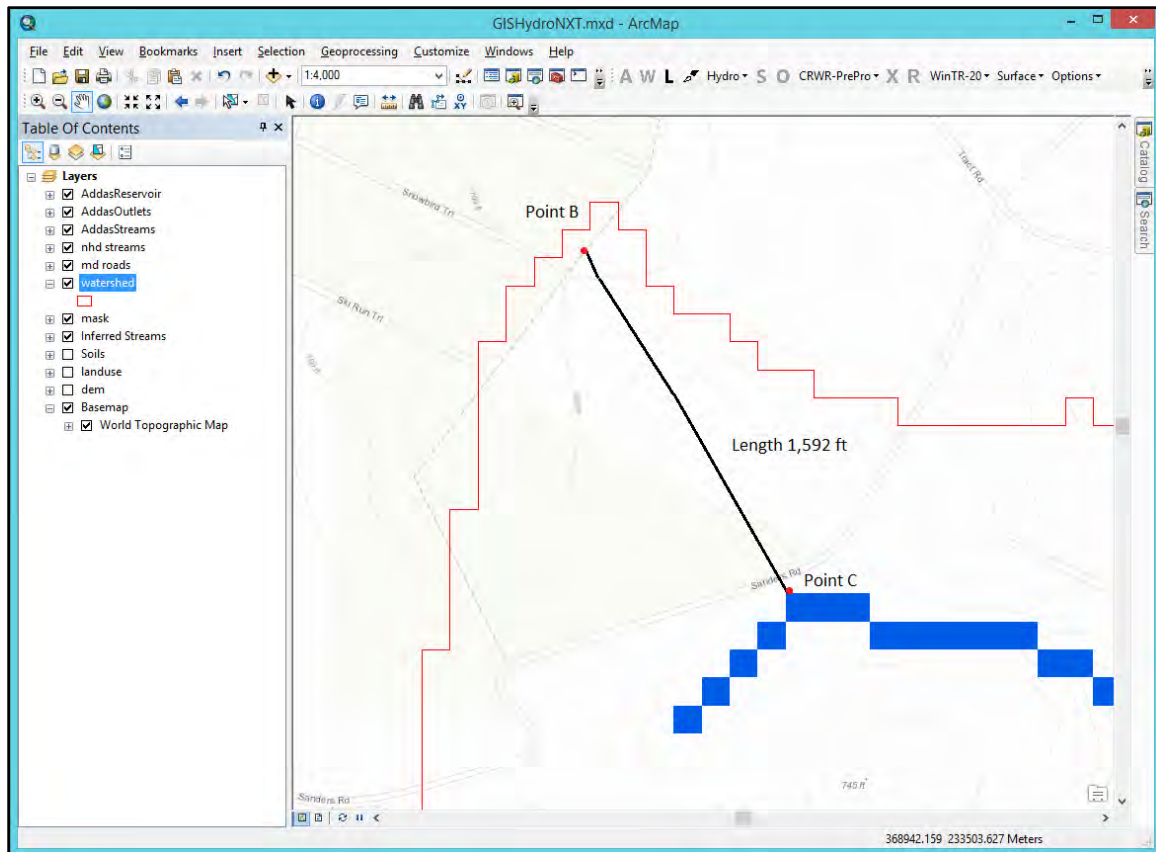 GISHydroNXT.mxd - ArcMap
File Edit View Bookmarks Insert Selection Geoprocessing Customize Windows Help
1:4,000 A W L Hydro S O CRWR-PrePro X R WinTR-20 Surface Options
Table Of Contents
Layers
AddasReservoir
AddasOutlets
AddasStreams
nhd streams
md roads
watershed
mask
Inferred Streams
Soils
landuse
dem
Basemap
World Topographic Map
Catalog
Search
Tract Rd
Snowbird Trl
Point B
Ski Run Trl
Length 1,592 ft
Sanders Rd
Point C
745 ft
Sanders Rd
368942.159 233503.627 Meters